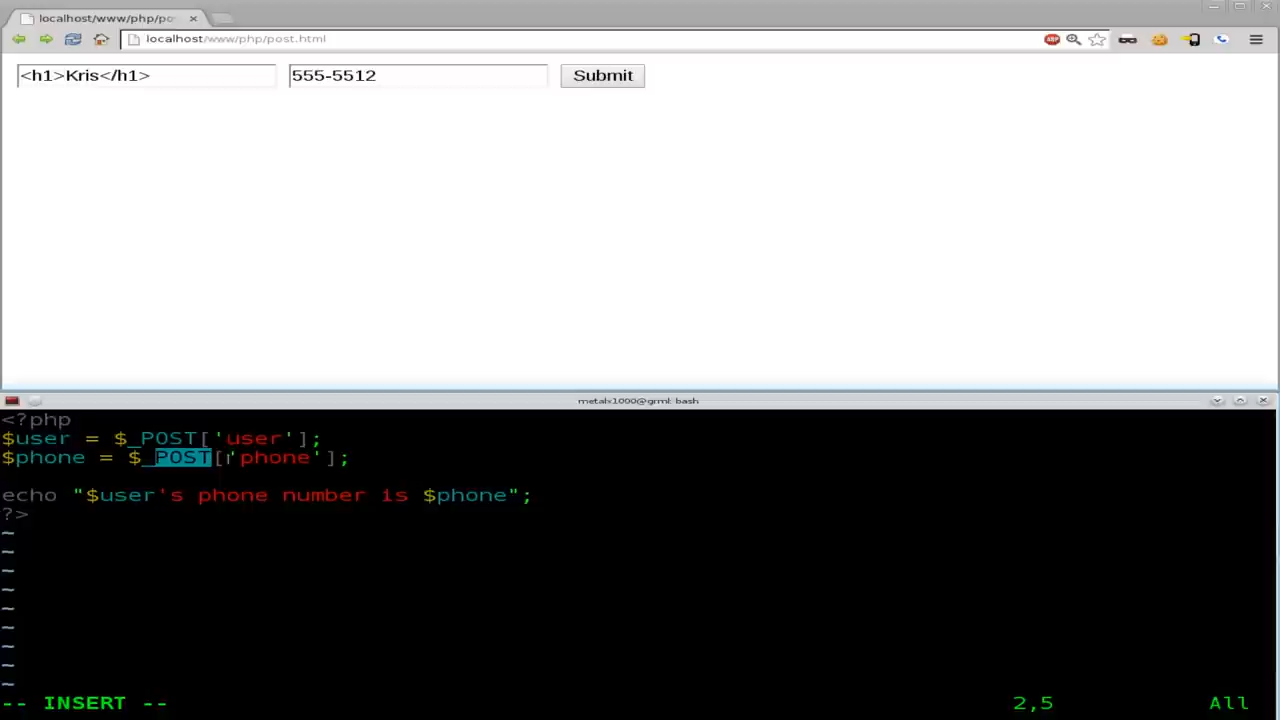 localhost/www/php/po
localhost/www/php/post.html
ABP
<h1>Kris</h1> 555-5512 Submit
metalx1000@grml: bash
<?php
$user = $_POST['user'];
$phone = $_POST['phone'];
echo "$user's phone number is $phone";
?>
~
~
~
~
~
~
~
~
~
-- INSERT -- 2,5 All